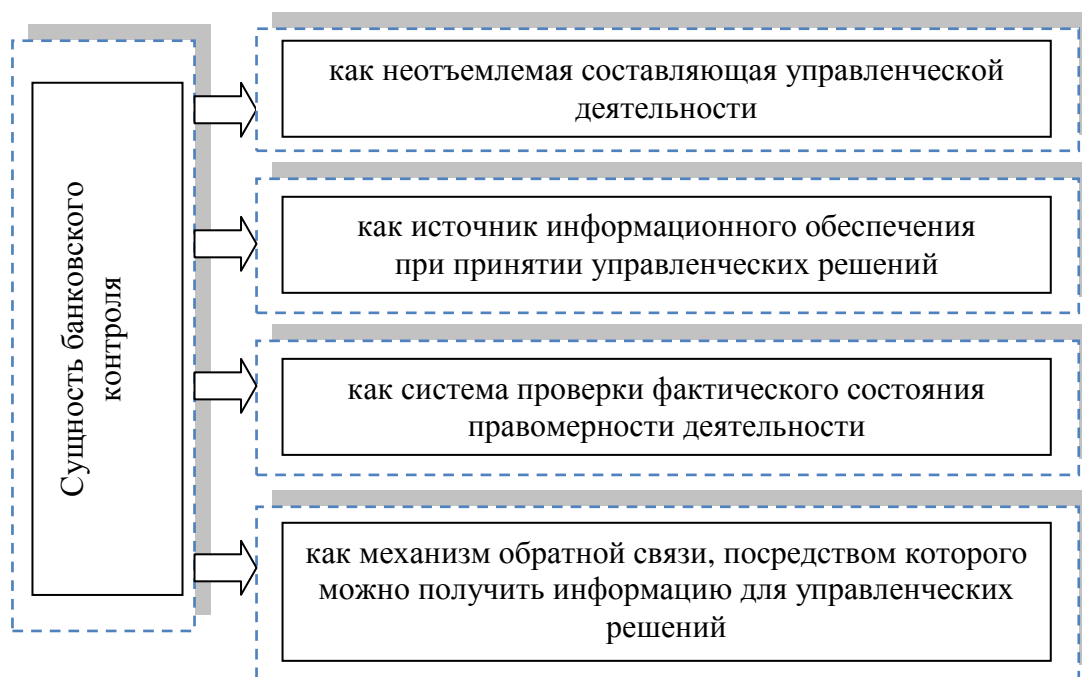 Сущность банковского
контроля
как неотъемлемая составляющая управленческой
деятельности
как источник информационного обеспечения
при принятии управленческих решений
как система проверки фактического состояния
правомерности деятельности
как механизм обратной связи, посредством которого
можно получить информацию для управленческих
решений